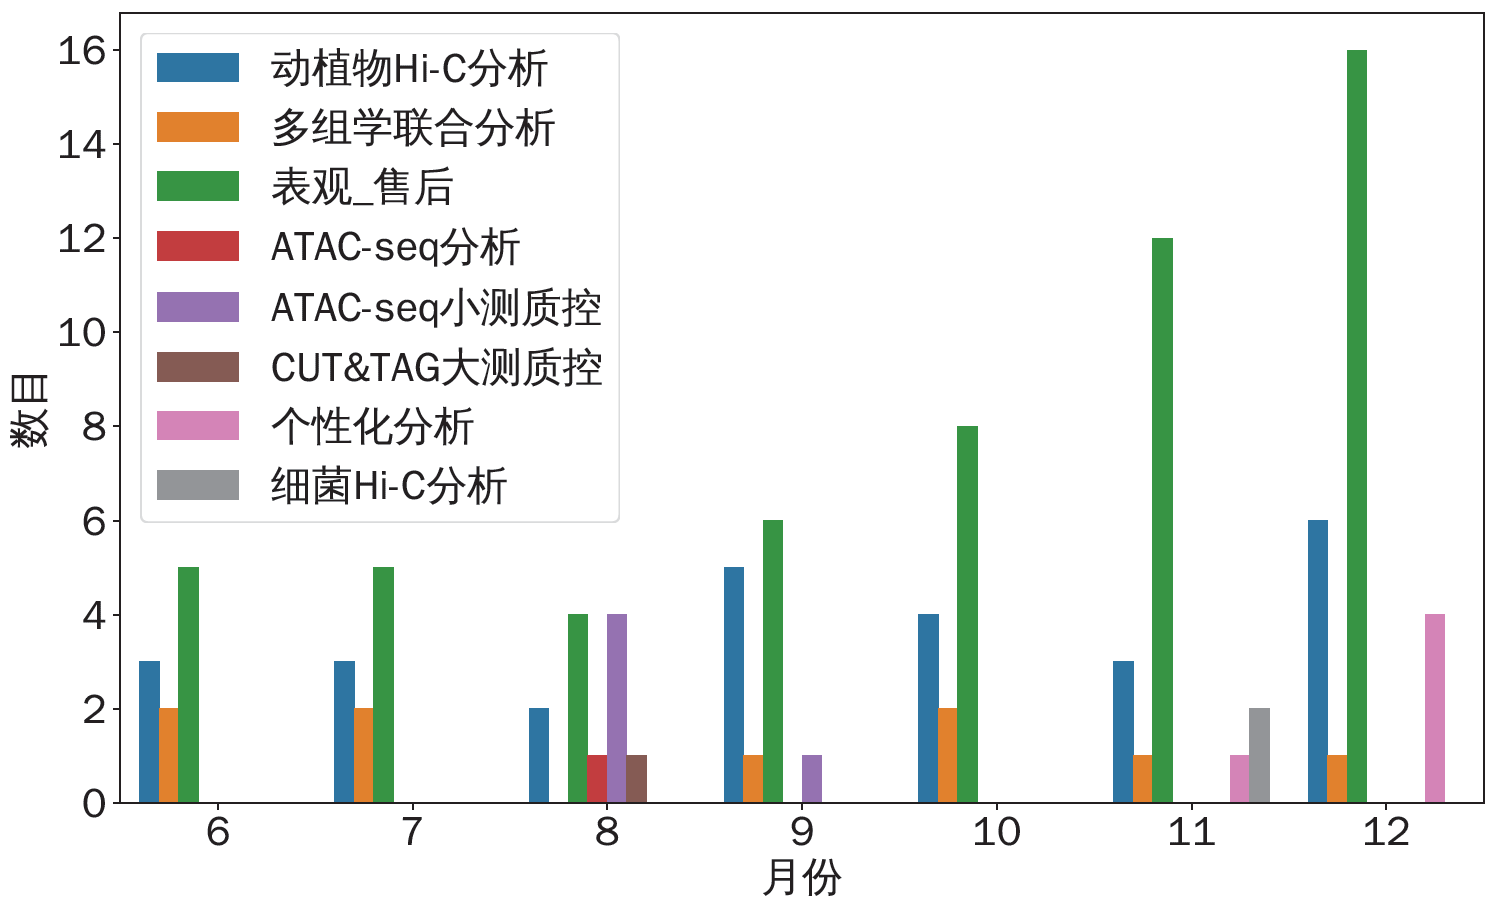 16
14
12
10
8
6
4
2
0
数目
动植物Hi-C分析
多组学联合分析
表观_售后
ATAC-seq分析
ATAC-seq小测质控
CUT&TAG大测质控
个性化分析
细菌Hi-C分析
6 7 8 9 10 11 12
月份